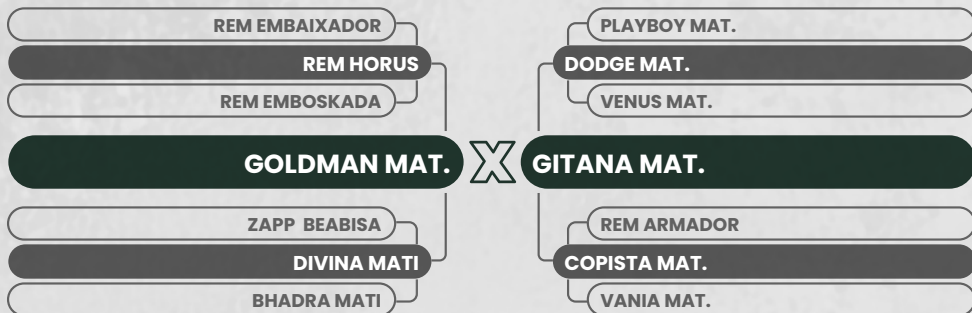 REM EMBAIXADOR
REM HORUS
REM EMBOSKADA
GOLDMAN MAT.
ZAPP BEABISA
DIVINA MATI
BHADRA MATI
X
PLAYBOY MAT.
DODGE MAT.
VENUS MAT.
GITANA MAT.
REM ARMADOR
COPISTA MAT.
VANIA MAT.